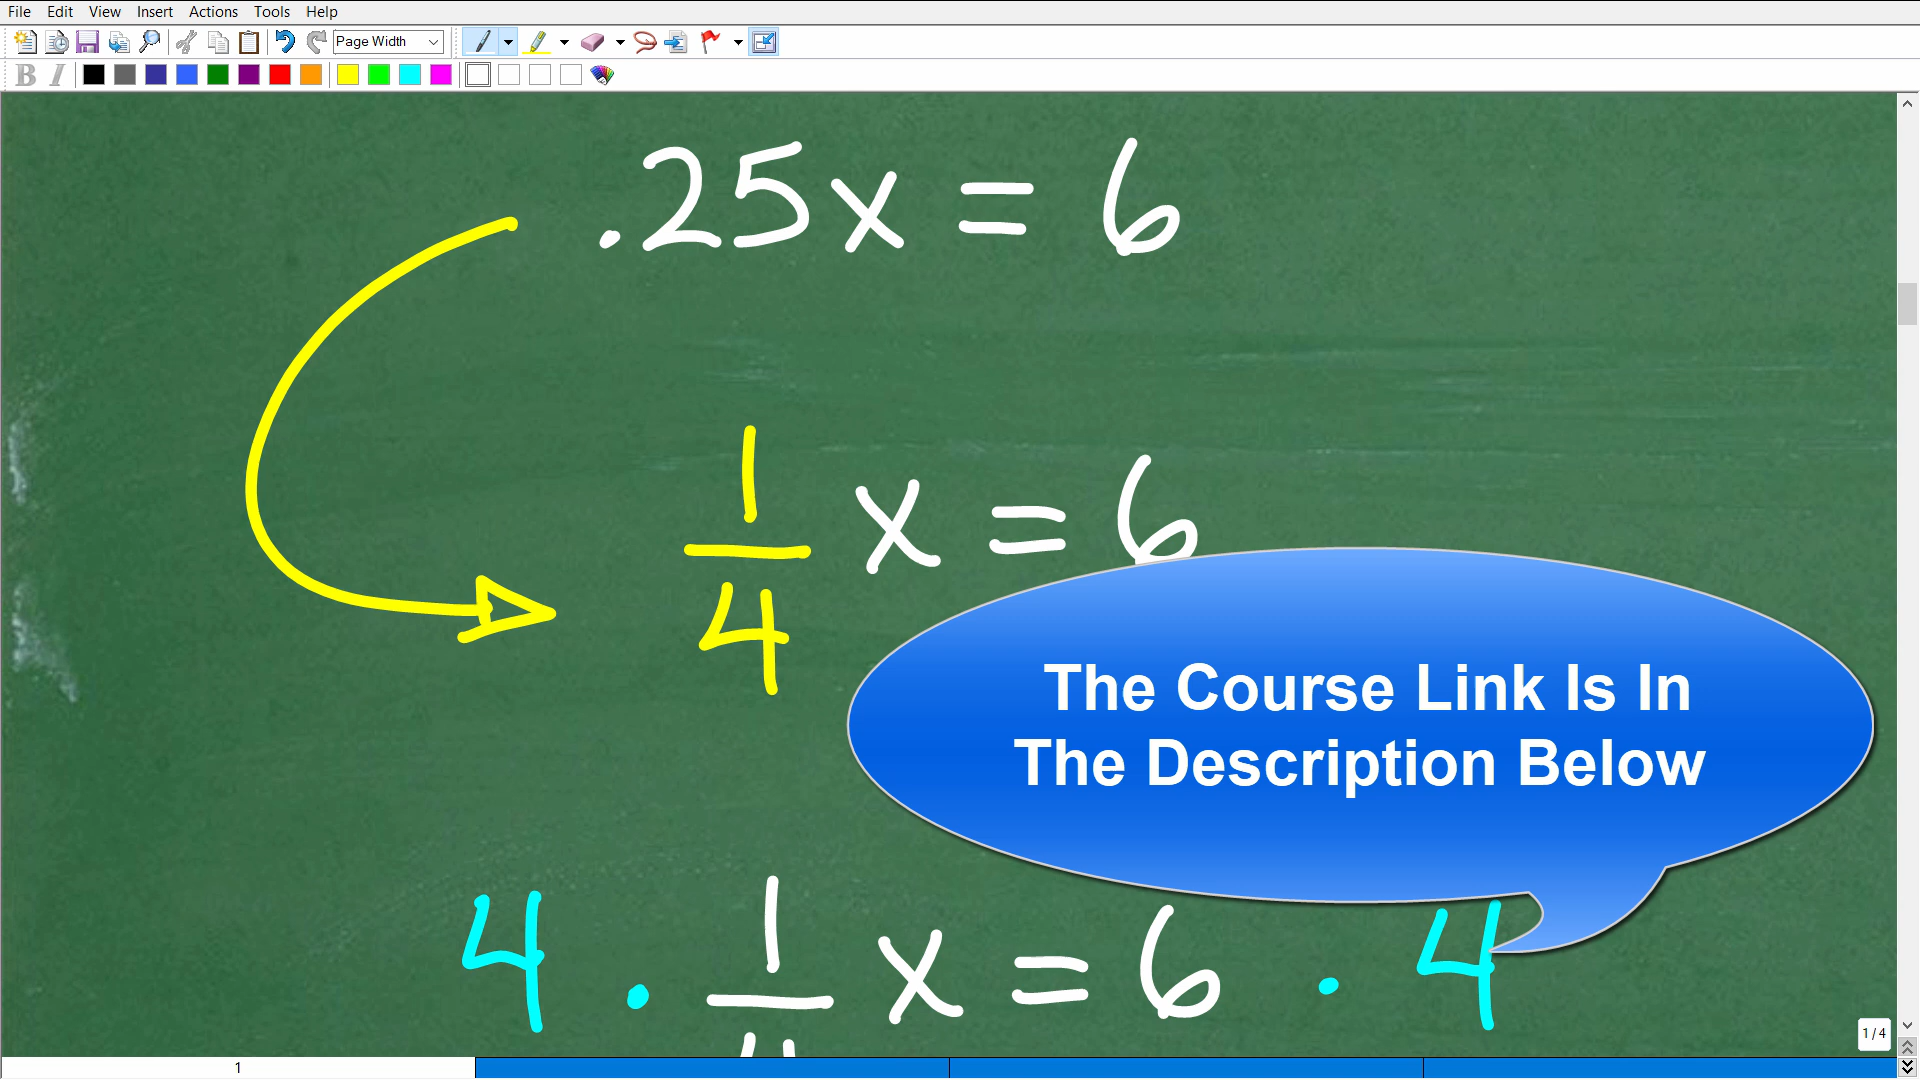 File Edit View Insert Actions Tools Help
Page Width
B I
.25x = 6
1/4 x = 6
The Course Link Is In
The Description Below
4 · 1/4 x = 6 · 4
1/4
1